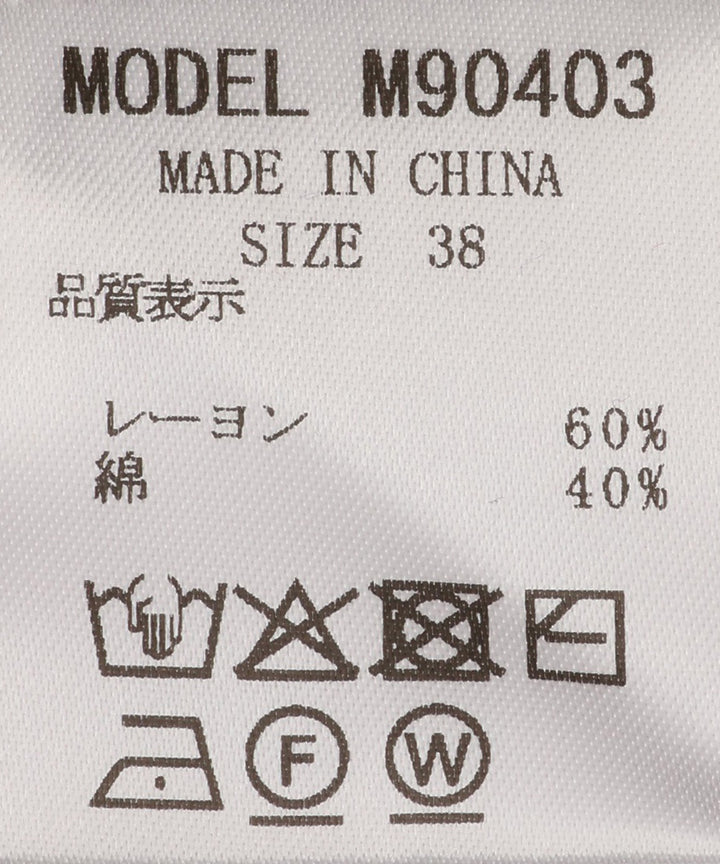 MODEL M90403
MADE IN CHINA
SIZE 38
品質表示
レーヨン 60%
綿 40%
F W